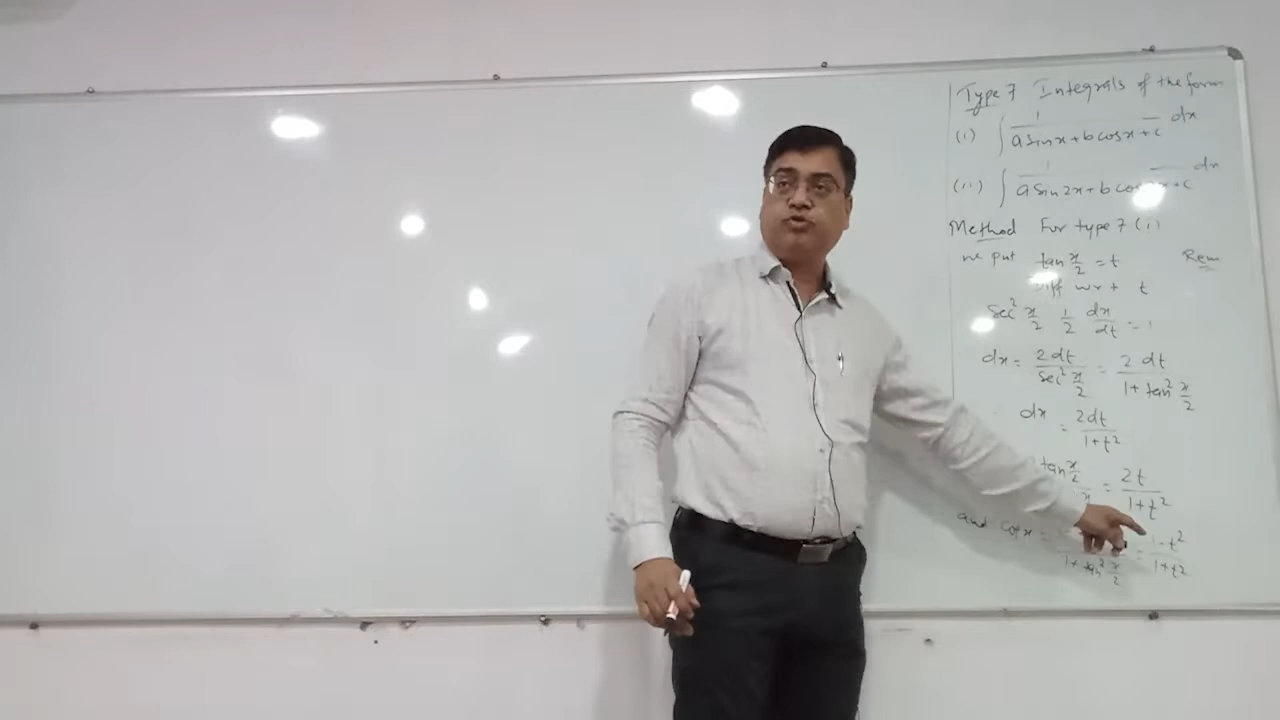 Type 7 Integrals of the form
(i) ∫ 1/(a sin x + b cos x + c) dx
(ii) ∫ 1/(a sin 2x + b cos + c) dx
Method For type 7 (i)
we put tan x/2 = t Rem
Diff w r t t
sec² x/2 1/2 dx/dt = 1
dx = 2dt/(sec² x/2) = 2 dt/(1 + tan² x/2)
dx = 2dt/(1+t²)
tan x/2 = 2t/(1+t²)
and cos x = /(1 + tan² x/2) = (1-t²)/(1+t²)